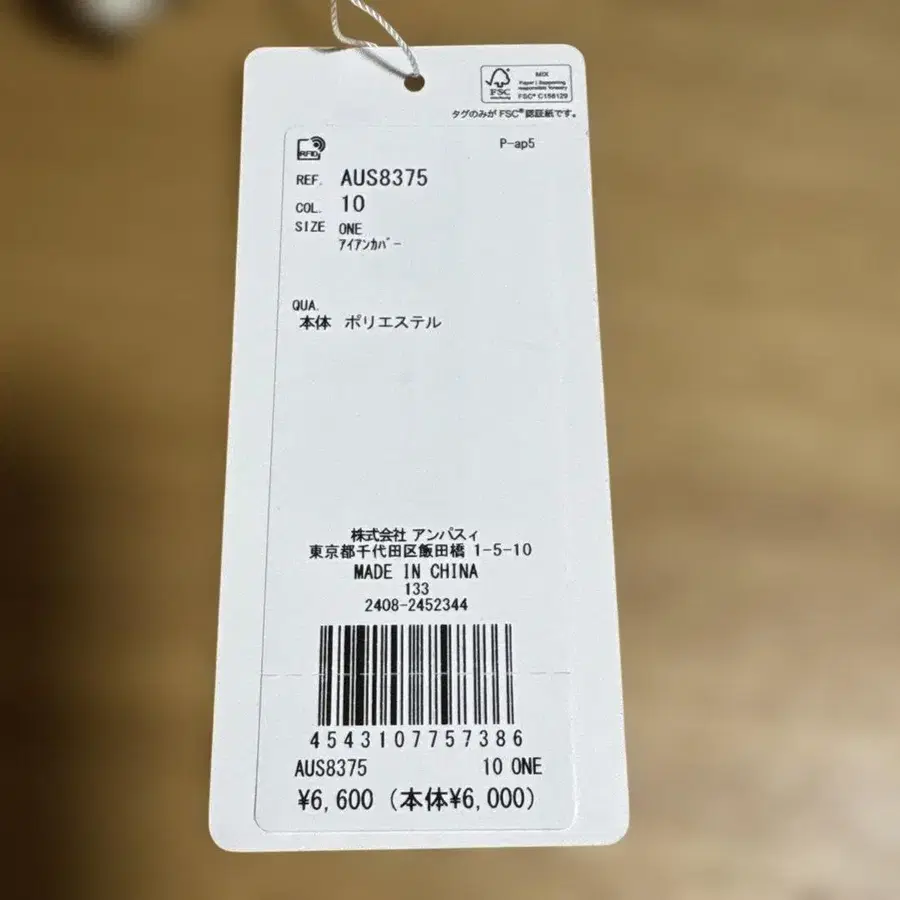 MIX
Paper | Supporting
responsible forestry
FSC® C156129
FSC
タグのみが FSC®認証紙です。
RFID
P-ap5
REF. AUS8375
COL. 10
SIZE ONE
ｱｲｱﾝｶﾊﾞｰ
QUA.
本体 ポリエステル
株式会社 アンパスィ
東京都千代田区飯田橋 1-5-10
MADE IN CHINA
133
2408-2452344
4543107757386
AUS8375 10 ONE
¥6,600 (本体¥6,000)